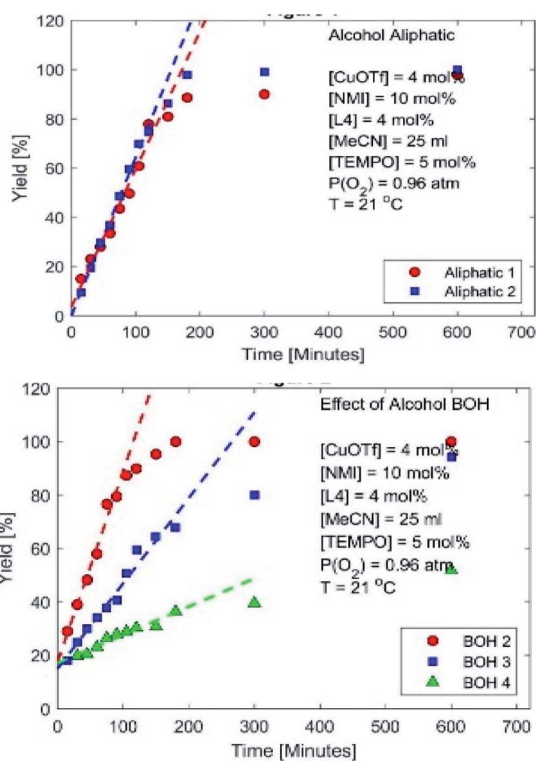 Alcohol Aliphatic
[CuOTf] = 4 mol%
[NMI] = 10 mol%
[L4] = 4 mol%
[MeCN] = 25 ml
[TEMPO] = 5 mol%
P(O₂) = 0.96 atm
T = 21 °C
120
100
80
60
40
20
0
Yield [%]
Aliphatic 1
Aliphatic 2
0 100 200 300 400 500 600 700
Time [Minutes]
Effect of Alcohol BOH
[CuOTf] = 4 mol%
[NMI] = 10 mol%
[L4] = 4 mol%
[MeCN] = 25 ml
[TEMPO] = 5 mol%
P(O₂) = 0.96 atm
T = 21 °C
120
100
80
60
40
20
0
Yield [%]
BOH 2
BOH 3
BOH 4
0 100 200 300 400 500 600 700
Time [Minutes]